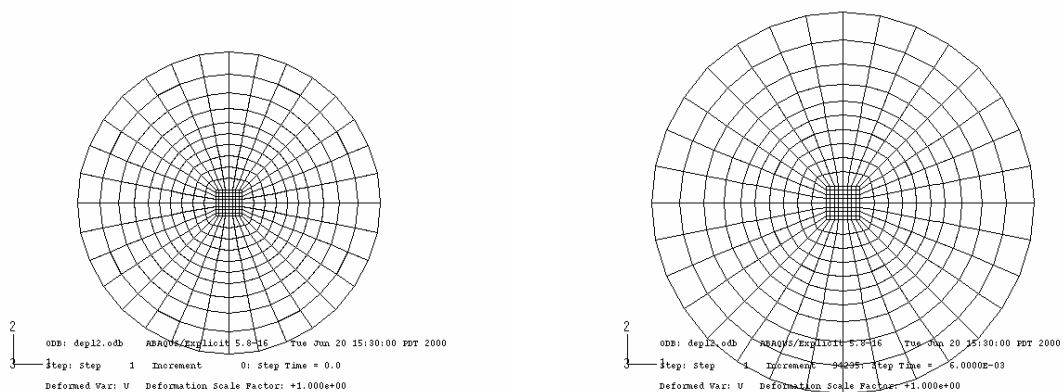 2
3
1
ODB: depl2.odb ABAQUS/Explicit 5.8-16 Tue Jun 20 15:30:00 PDT 2000
Step: Step 1 Increment 0: Step Time = 0.0
Deformed Var: U Deformation Scale Factor: +1.000e+00
2
3
1
ODB: depl2.odb ABAQUS/Explicit 5.8-16 Tue Jun 20 15:30:00 PDT 2000
Step: Step 1 Increment 94295: Step Time = 6.0000E-03
Deformed Var: U Deformation Scale Factor: +1.000e+00